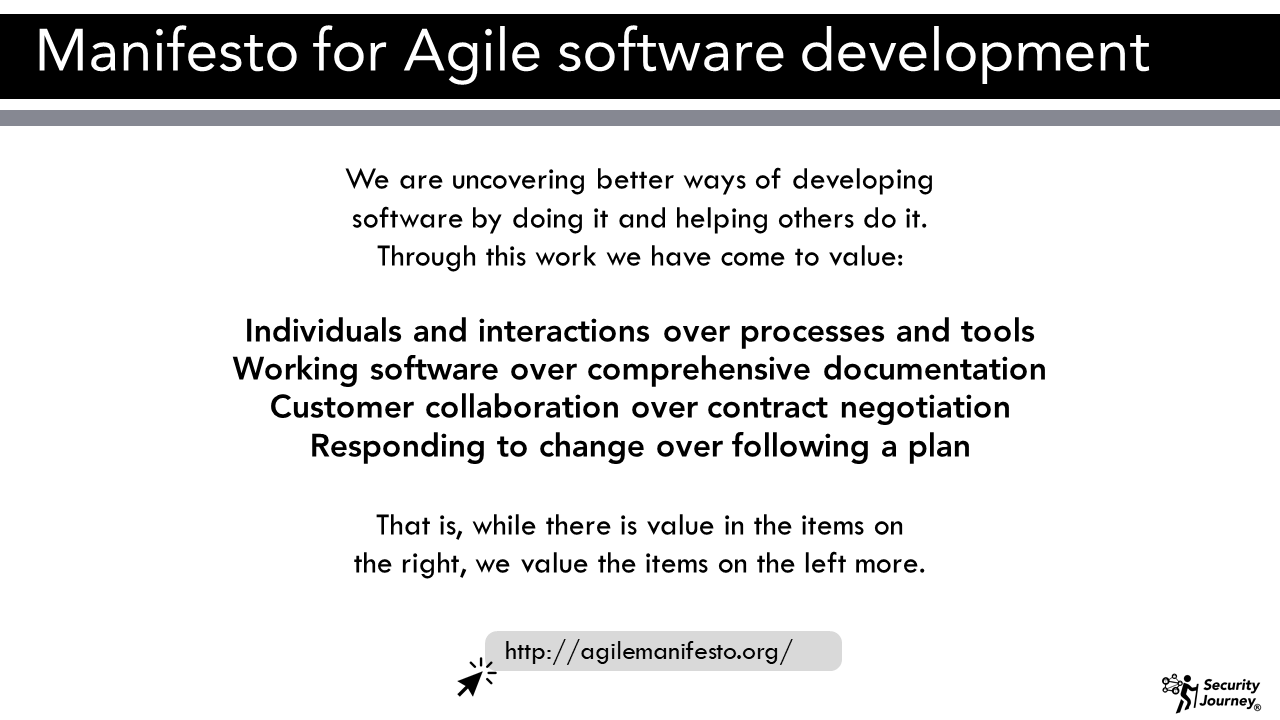 Manifesto for Agile software development
We are uncovering better ways of developing
software by doing it and helping others do it.
Through this work we have come to value:
Individuals and interactions over processes and tools
Working software over comprehensive documentation
Customer collaboration over contract negotiation
Responding to change over following a plan
That is, while there is value in the items on
the right, we value the items on the left more.
http://agilemanifesto.org/
Security
Journey®